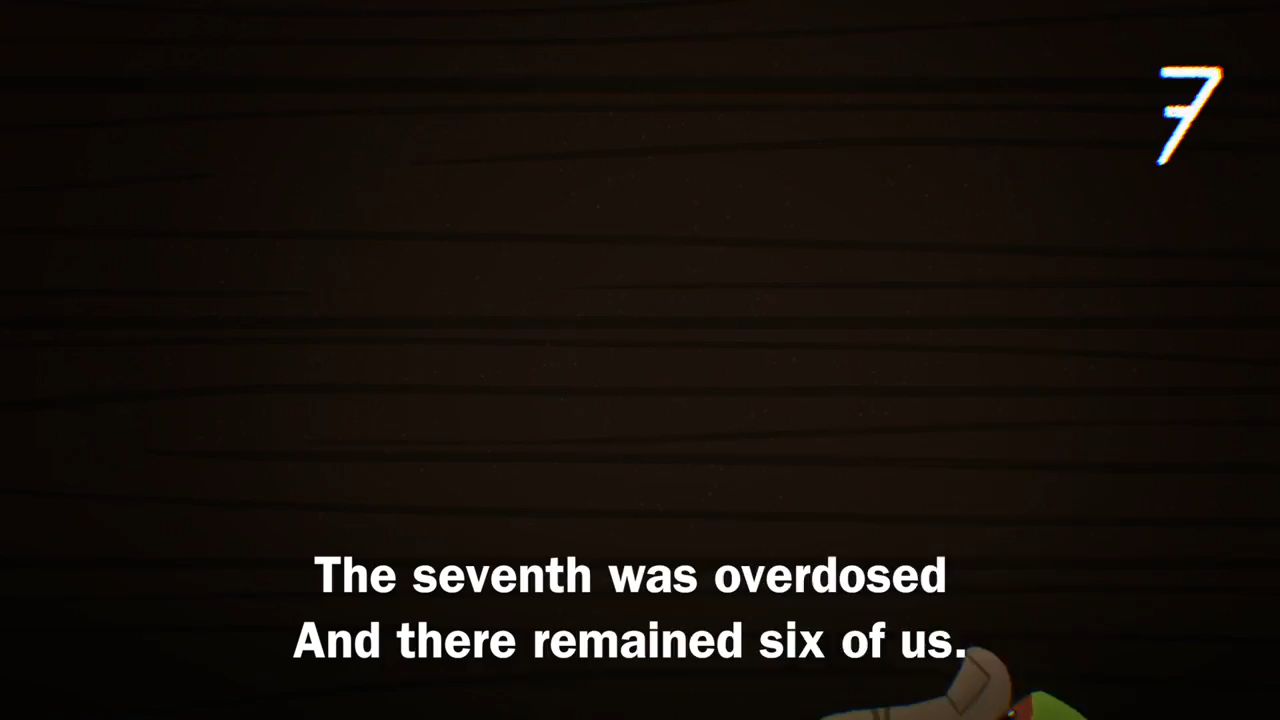 7
The seventh was overdosed
And there remained six of us.